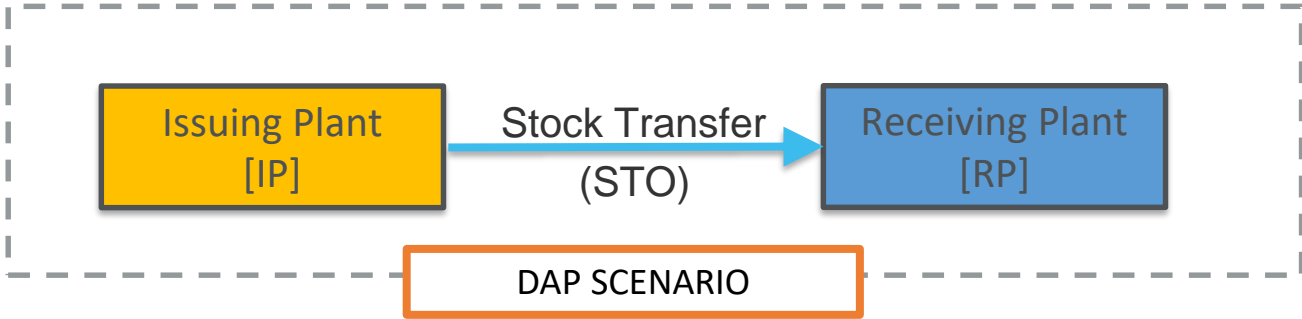 Issuing Plant
[IP]
Stock Transfer
(STO)
Receiving Plant
[RP]
DAP SCENARIO